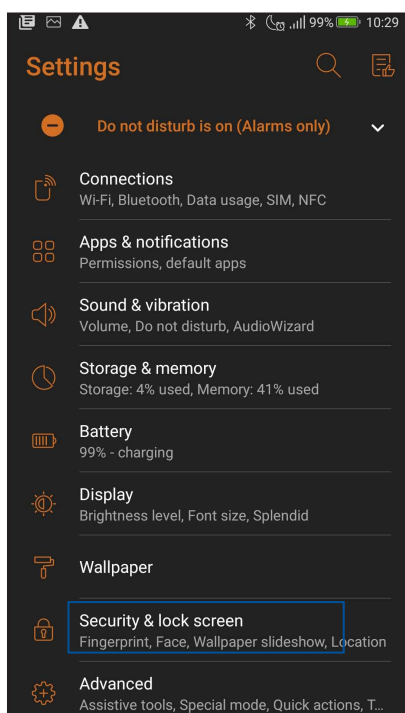 99% 10:29
Settings
Do not disturb is on (Alarms only)
Connections
Wi-Fi, Bluetooth, Data usage, SIM, NFC
Apps & notifications
Permissions, default apps
Sound & vibration
Volume, Do not disturb, AudioWizard
Storage & memory
Storage: 4% used, Memory: 41% used
Battery
99% - charging
Display
Brightness level, Font size, Splendid
Wallpaper
Security & lock screen
Fingerprint, Face, Wallpaper slideshow, Location
Advanced
Assistive tools, Special mode, Quick actions, T...